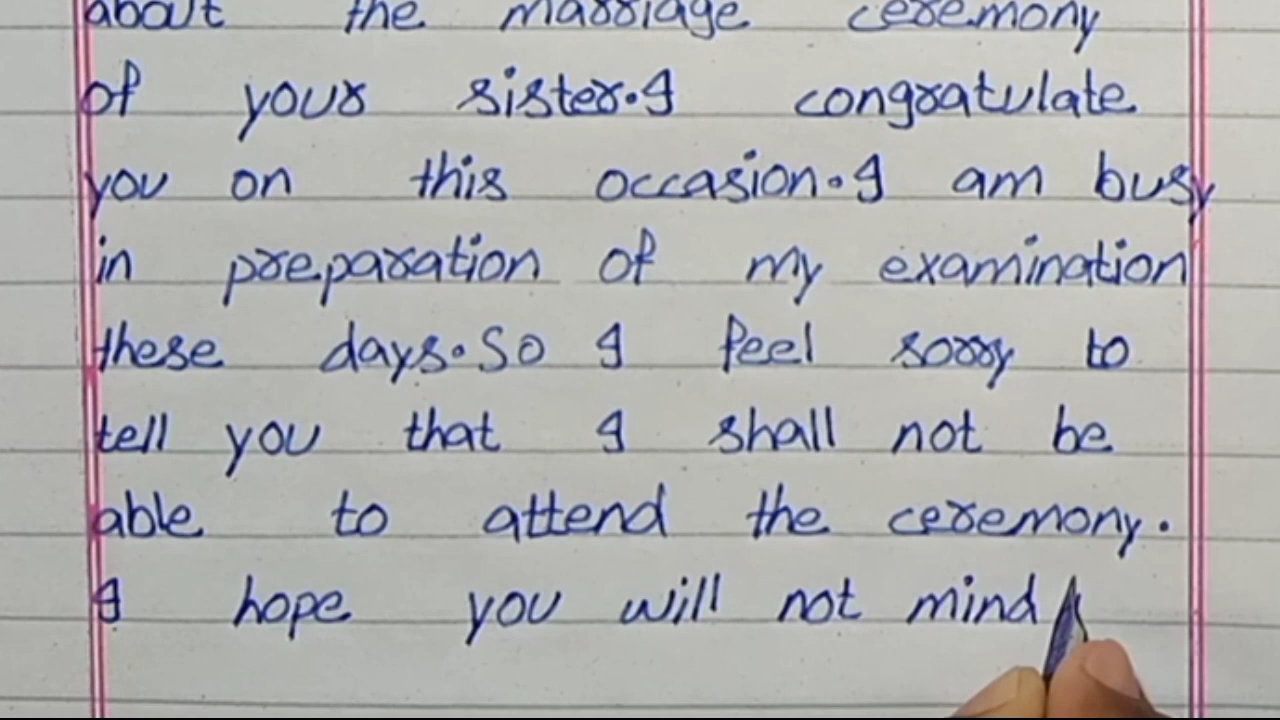 about the marriage ceremony
of your sister.I congratulate
you on this occasion.I am busy
in preparation of my examination
these days.So I feel sorry to
tell you that I shall not be
able to attend the ceremony.
I hope you will not mind